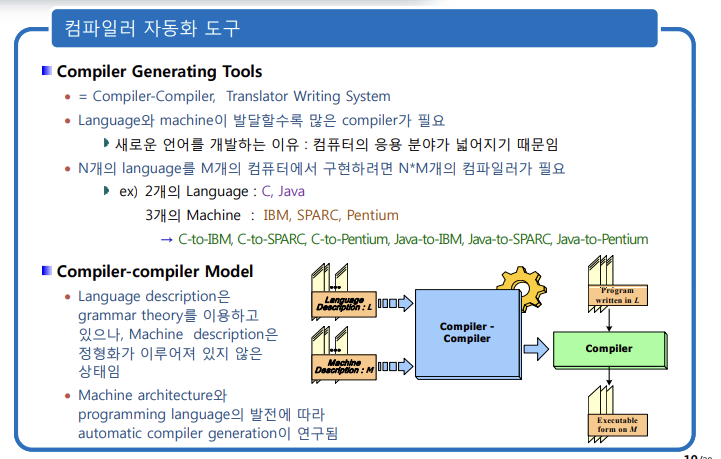 컴파일러 자동화 도구
Compiler Generating Tools
= Compiler-Compiler, Translator Writing System
Language와 machine이 발달할수록 많은 compiler가 필요
새로운 언어를 개발하는 이유 : 컴퓨터의 응용 분야가 넓어지기 때문임
N개의 language를 M개의 컴퓨터에서 구현하려면 N*M개의 컴파일러가 필요
ex) 2개의 Language : C, Java
3개의 Machine : IBM, SPARC, Pentium
→ C-to-IBM, C-to-SPARC, C-to-Pentium, Java-to-IBM, Java-to-SPARC, Java-to-Pentium
Compiler-compiler Model
Language description은
grammar theory를 이용하고
있으나, Machine description은
정형화가 이루어져 있지 않은
상태임
Machine architecture와
programming language의 발전에 따라
automatic compiler generation이 연구됨
Language
Description : L
Machine
Description : M
Compiler -
Compiler
Program
written in L
Compiler
Executable
form on M